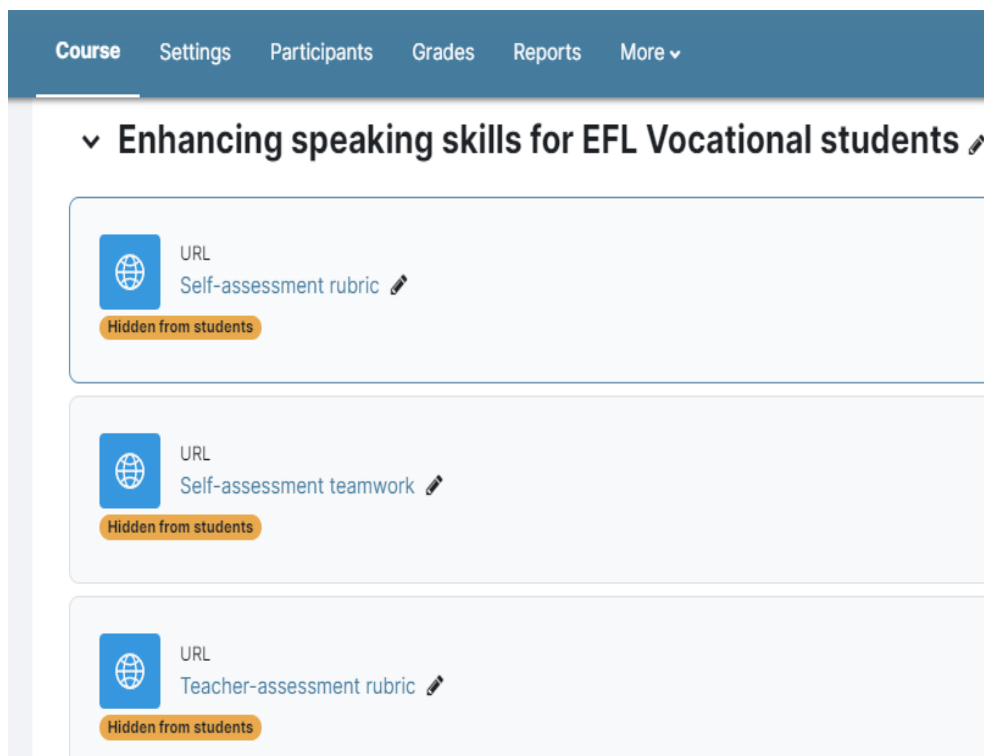 Course Settings Participants Grades Reports More
Enhancing speaking skills for EFL Vocational students
URL
Self-assessment rubric
Hidden from students
URL
Self-assessment teamwork
Hidden from students
URL
Teacher-assessment rubric
Hidden from students